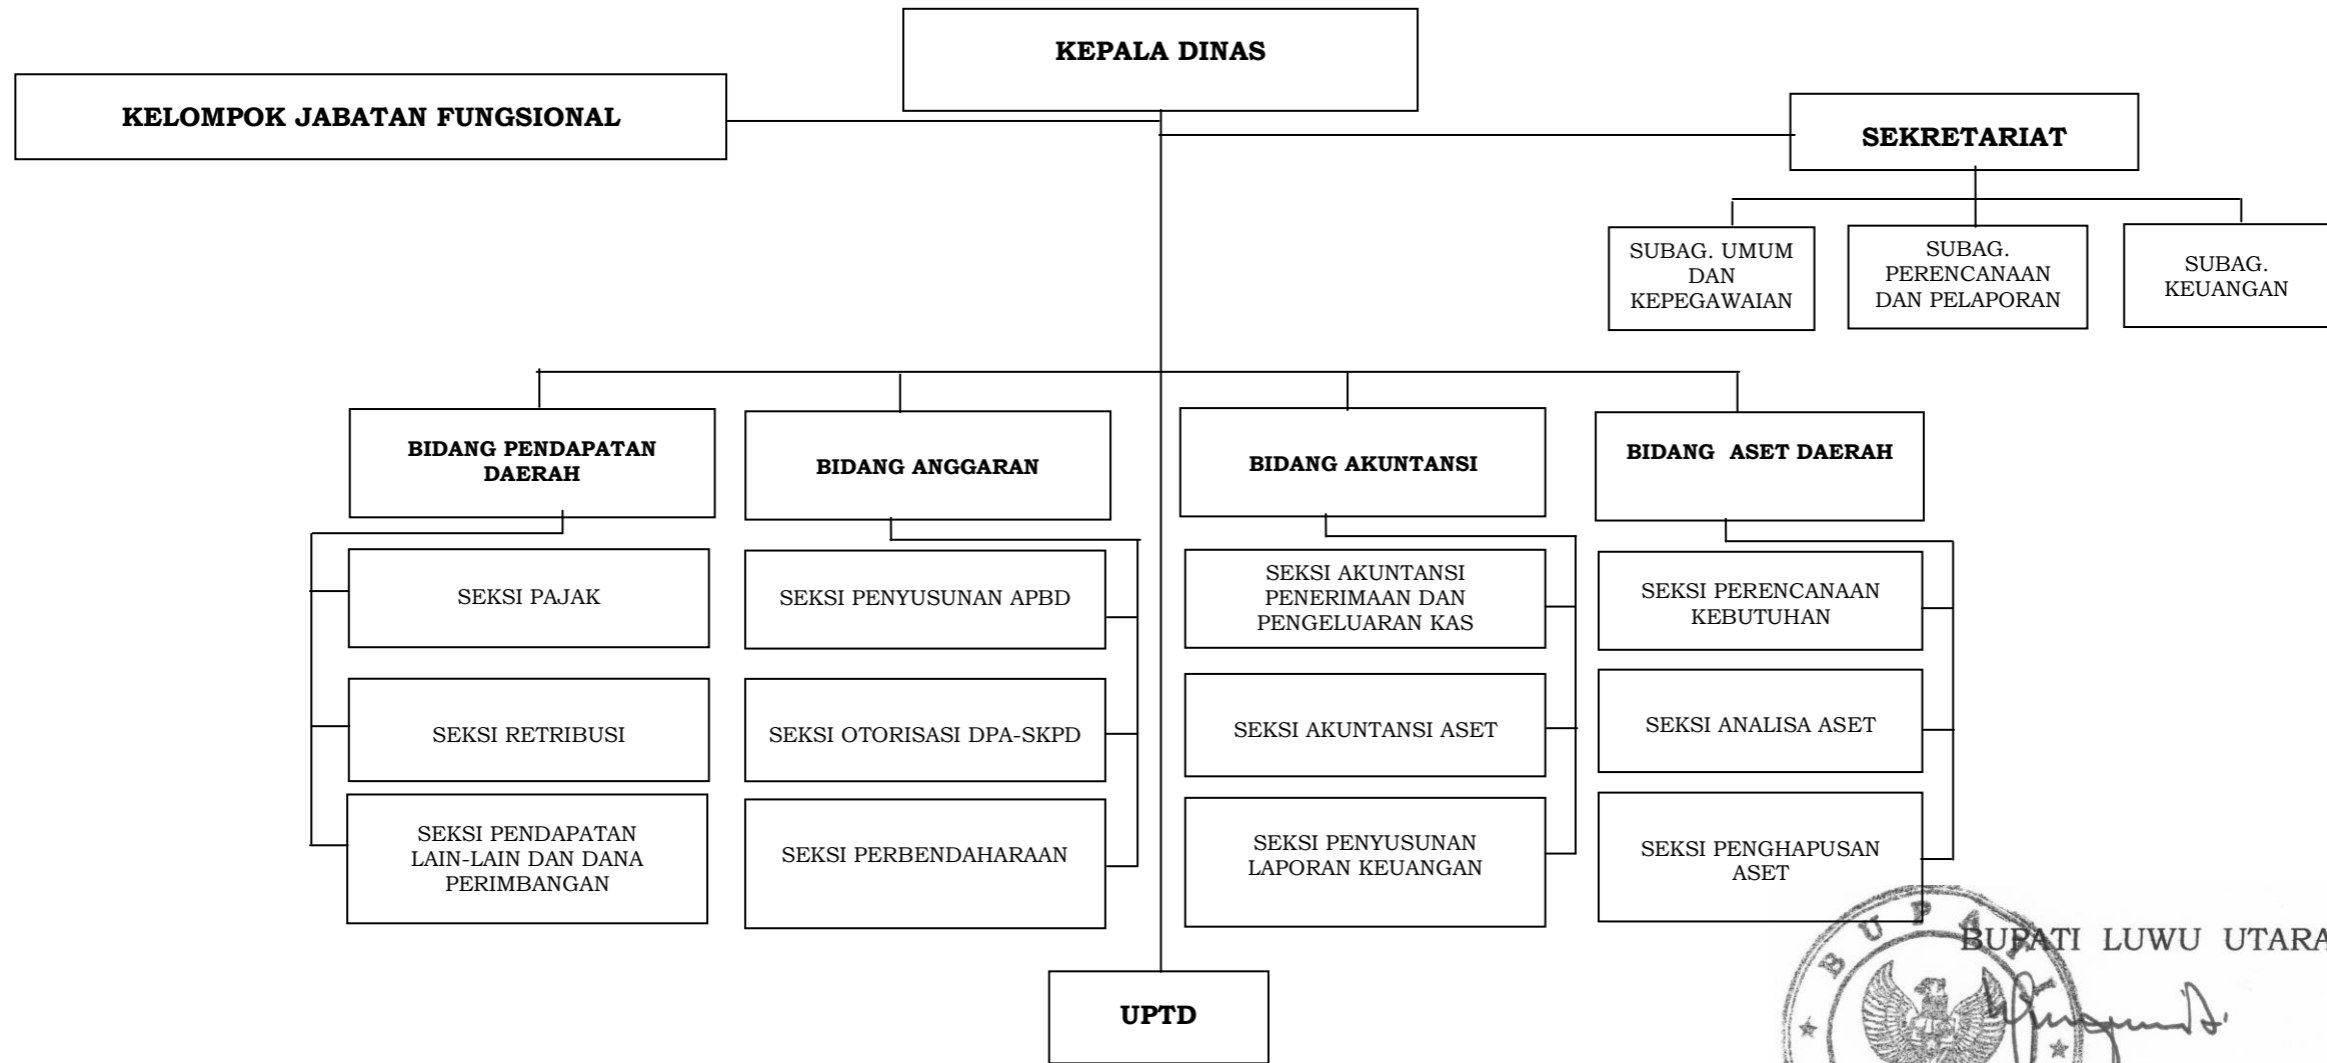 KEPALA DINAS
KELOMPOK JABATAN FUNGSIONAL
SEKRETARIAT
SUBAG. UMUM
DAN
KEPEGAWAIAN
SUBAG.
PERENCANAAN
DAN PELAPORAN
SUBAG.
KEUANGAN
BIDANG PENDAPATAN
DAERAH
BIDANG ANGGARAN
BIDANG AKUNTANSI
BIDANG ASET DAERAH
SEKSI PAJAK
SEKSI PENYUSUNAN APBD
SEKSI AKUNTANSI
PENERIMAAN DAN
PENGELUARAN KAS
SEKSI PERENCANAAN
KEBUTUHAN
SEKSI RETRIBUSI
SEKSI OTORISASI DPA-SKPD
SEKSI AKUNTANSI ASET
SEKSI ANALISA ASET
SEKSI PENDAPATAN
LAIN-LAIN DAN DANA
PERIMBANGAN
SEKSI PERBENDAHARAAN
SEKSI PENYUSUNAN
LAPORAN KEUANGAN
SEKSI PENGHAPUSAN
ASET
BUPATI LUWU UTARA
BUPATI
UPTD